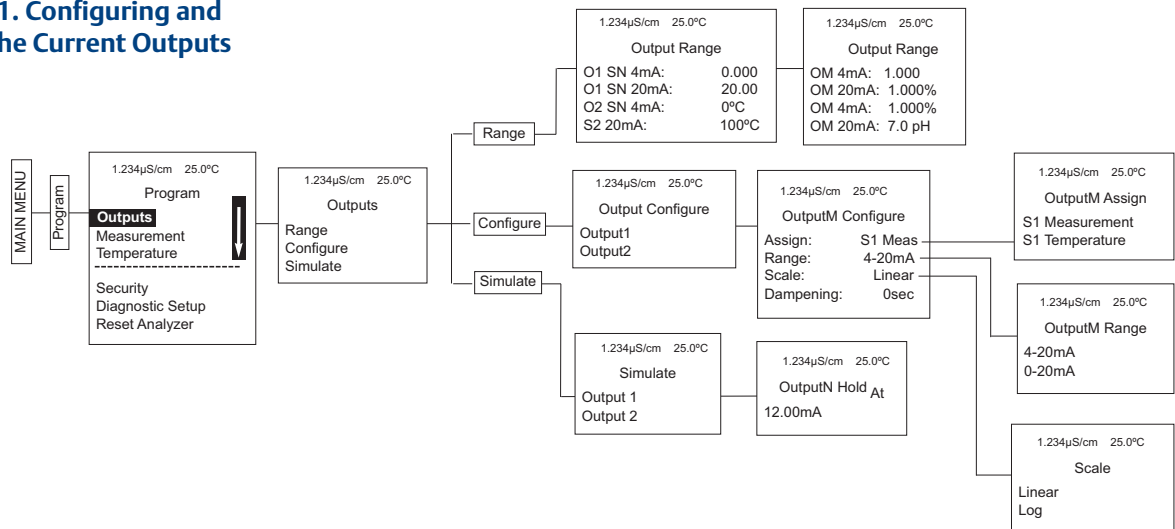 1. Configuring and
he Current Outputs
MAIN MENU
Program
1.234µS/cm 25.0ºC
Program
Outputs
Measurement
Temperature
Security
Diagnostic Setup
Reset Analyzer
1.234µS/cm 25.0ºC
Outputs
Range
Configure
Simulate
Range
1.234µS/cm 25.0ºC
Output Range
O1 SN 4mA: 0.000
O1 SN 20mA: 20.00
O2 SN 4mA: 0ºC
S2 20mA: 100ºC
1.234µS/cm 25.0ºC
Output Range
OM 4mA: 1.000
OM 20mA: 1.000%
OM 4mA: 1.000%
OM 20mA: 7.0 pH
Configure
1.234µS/cm 25.0ºC
Output Configure
Output1
Output2
1.234µS/cm 25.0ºC
OutputM Configure
Assign: S1 Meas
Range: 4-20mA
Scale: Linear
Dampening: 0sec
1.234µS/cm 25.0ºC
OutputM Assign
S1 Measurement
S1 Temperature
1.234µS/cm 25.0ºC
OutputM Range
4-20mA
0-20mA
1.234µS/cm 25.0ºC
Scale
Linear
Log
Simulate
1.234µS/cm 25.0ºC
Simulate
Output 1
Output 2
1.234µS/cm 25.0ºC
OutputN Hold At
12.00mA